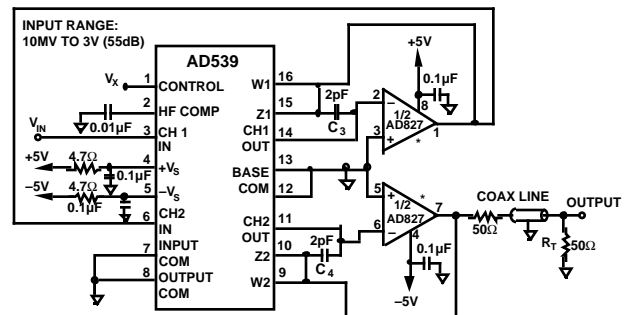 INPUT RANGE:
10MV TO 3V (55dB)
AD539
VX
1
CONTROL
2
HF COMP
0.01µF
VIN
3
CH 1
IN
+5V
4.7Ω
4
+VS
0.1µF
–5V
4.7Ω
5
–VS
0.1µF
6
CH2
IN
7
INPUT
COM
8
OUTPUT
COM
W1
16
Z1
15
CH1
OUT
14
BASE
COM
13
12
CH2
OUT
11
Z2
10
W2
9
2pF
C3
2pF
C4
+5V
0.1µF
8
2
–
1/2
AD827
*
3
+
1
5
+
*
1/2
AD827
7
6
–
4
0.1µF
–5V
50Ω
COAX LINE
OUTPUT
RT
50Ω